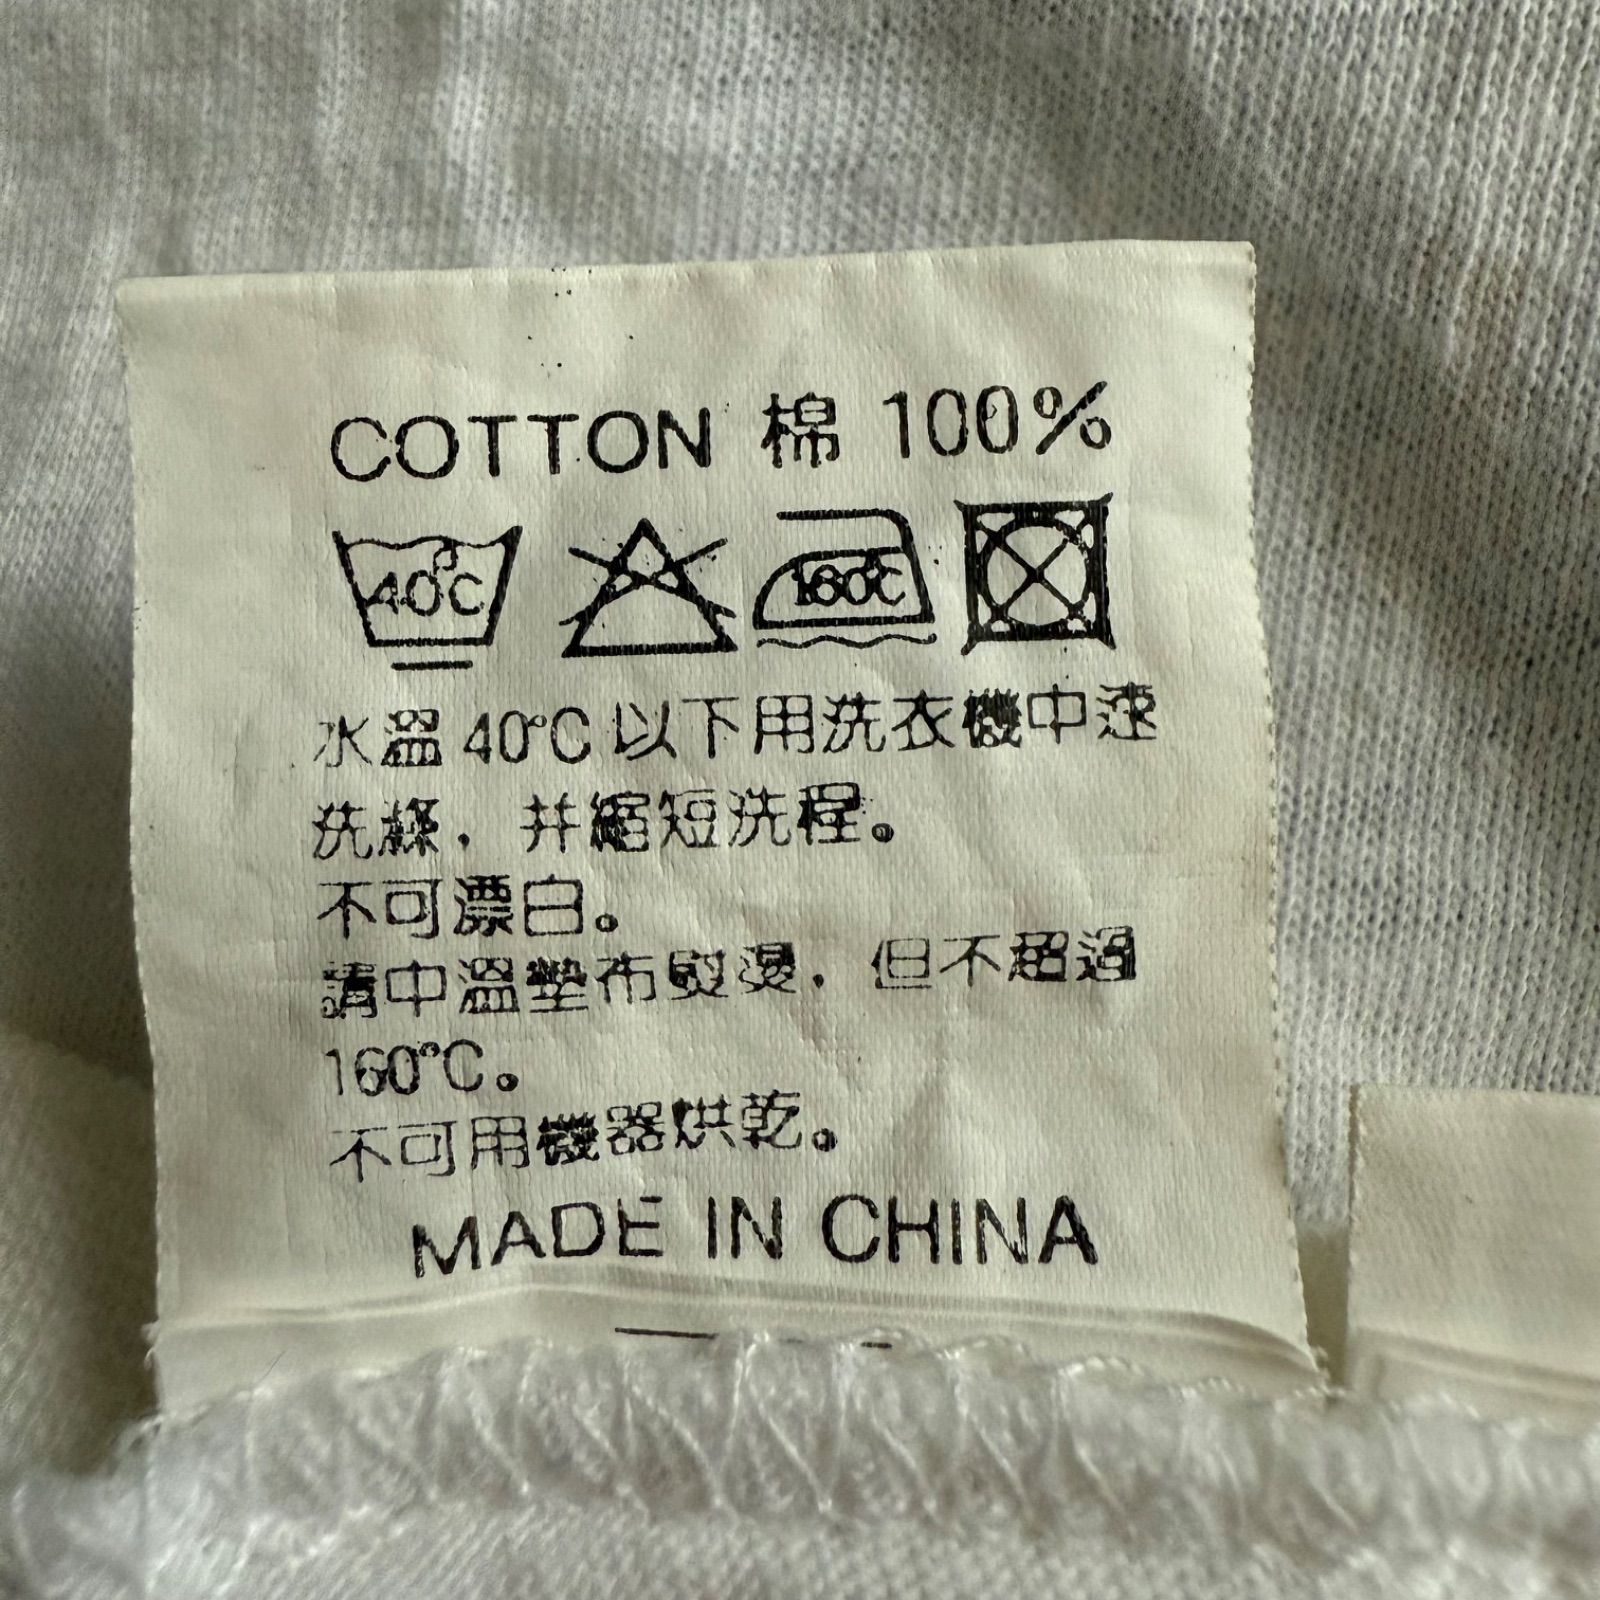 COTTON 棉 100%
40°C
160°C
水溫 40°C 以下用洗衣機中速
洗滌，并縮短洗程。
不可漂白。
請中溫墊布熨燙，但不超過
160°C。
不可用機器烘乾。
MADE IN CHINA